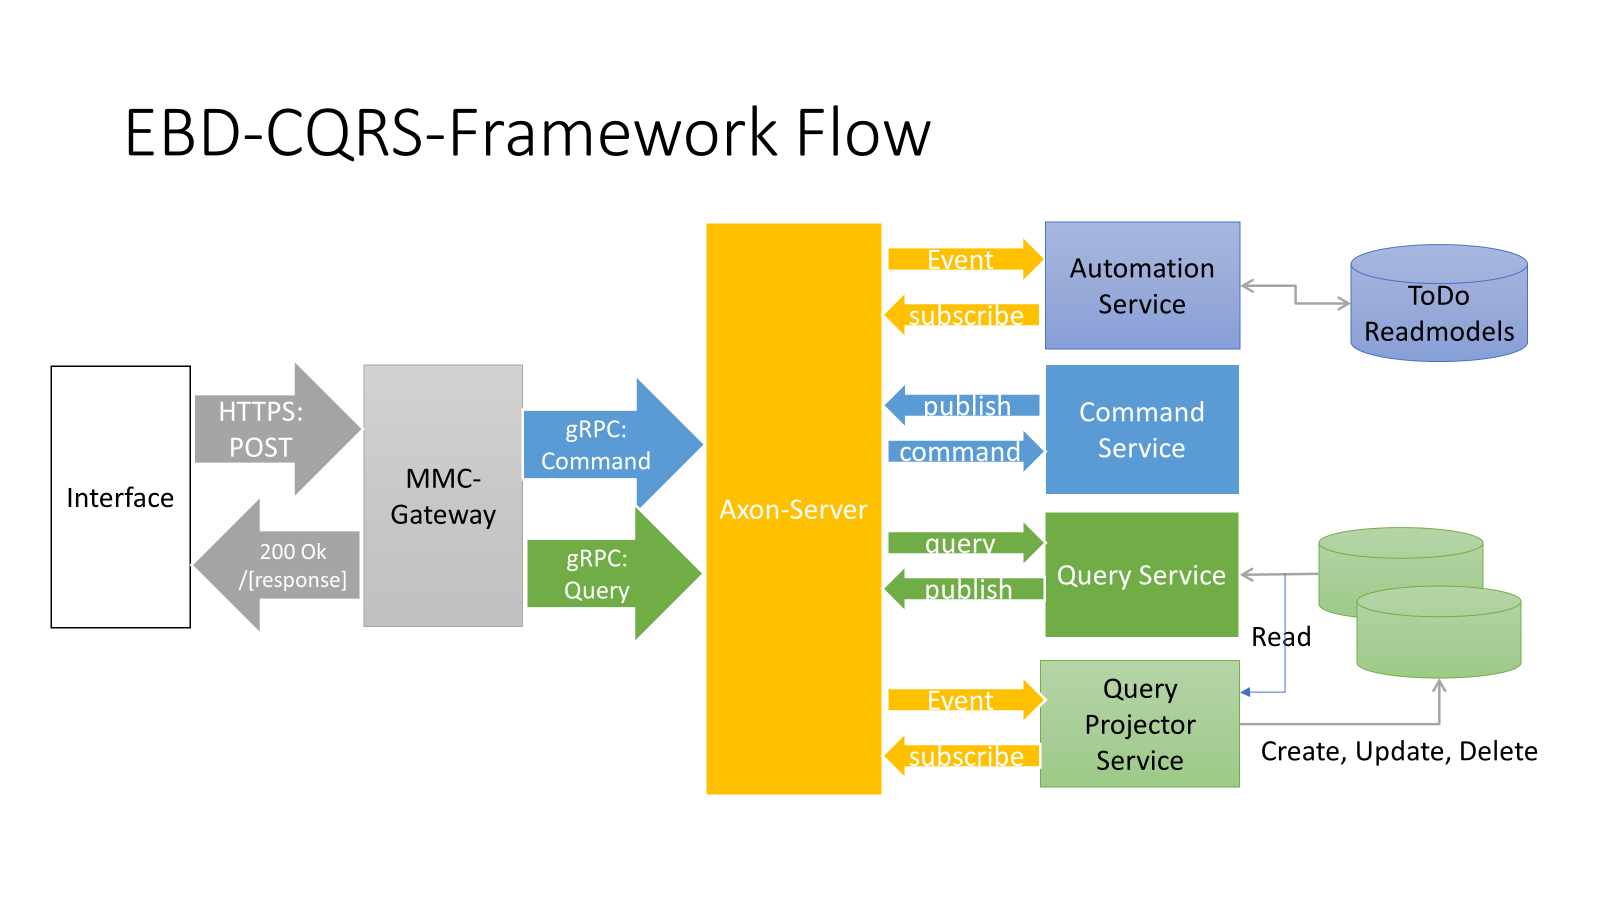 EBD-CQRS-Framework Flow
Interface
HTTPS:
POST
200 Ok
/[response]
MMC-
Gateway
gRPC:
Command
gRPC:
Query
Axon-Server
Event
subscribe
publish
command
query
publish
Event
subscribe
Automation
Service
Command
Service
Query Service
Query
Projector
Service
ToDo
Readmodels
Read
Create, Update, Delete